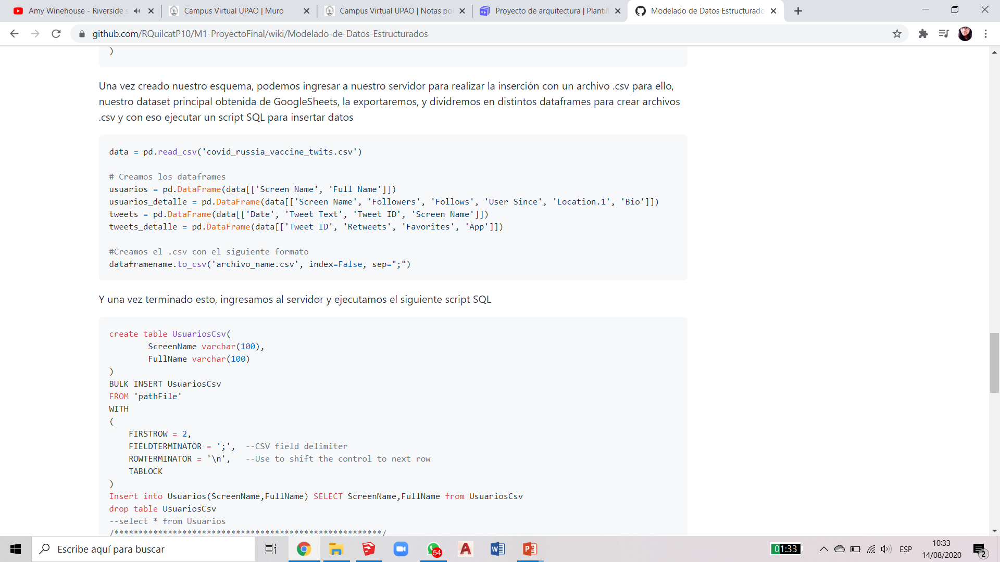 Amy Winehouse - Riverside s
Campus Virtual UPAO | Muro
Campus Virtual UPAO | Notas po
Proyecto de arquitectura | Plantill
Modelado de Datos Estructurado
github.com/RQuilcatP10/M1-ProyectoFinal/wiki/Modelado-de-Datos-Estructurados
)
Una vez creado nuestro esquema, podemos ingresar a nuestro servidor para realizar la inserción con un archivo .csv para ello,
nuestro dataset principal obtenida de GoogleSheets, la exportaremos, y dividremos en distintos dataframes para crear archivos
.csv y con eso ejecutar un script SQL para insertar datos
data = pd.read_csv('covid_russia_vaccine_twits.csv')
# Creamos los dataframes
usuarios = pd.DataFrame(data[['Screen Name', 'Full Name']])
usuarios_detalle = pd.DataFrame(data[['Screen Name', 'Followers', 'Follows', 'User Since', 'Location.1', 'Bio']])
tweets = pd.DataFrame(data[['Date', 'Tweet Text', 'Tweet ID', 'Screen Name']])
tweets_detalle = pd.DataFrame(data[['Tweet ID', 'Retweets', 'Favorites', 'App']])
#Creamos el .csv con el siguiente formato
dataframename.to_csv('archivo_name.csv', index=False, sep=";")
Y una vez terminado esto, ingresamos al servidor y ejecutamos el siguiente script SQL
create table UsuariosCsv(
ScreenName varchar(100),
FullName varchar(100)
)
BULK INSERT UsuariosCsv
FROM 'pathFile'
WITH
(
FIRSTROW = 2,
FIELDTERMINATOR = ';',  --CSV field delimiter
ROWTERMINATOR = '\n',   --Use to shift the control to next row
TABLOCK
)
Insert into Usuarios(ScreenName,FullName) SELECT ScreenName,FullName from UsuariosCsv
drop table UsuariosCsv
--select * from Usuarios
/*******************************************************/
Escribe aquí para buscar
54
01:33
ESP
10:33
14/08/2020
2